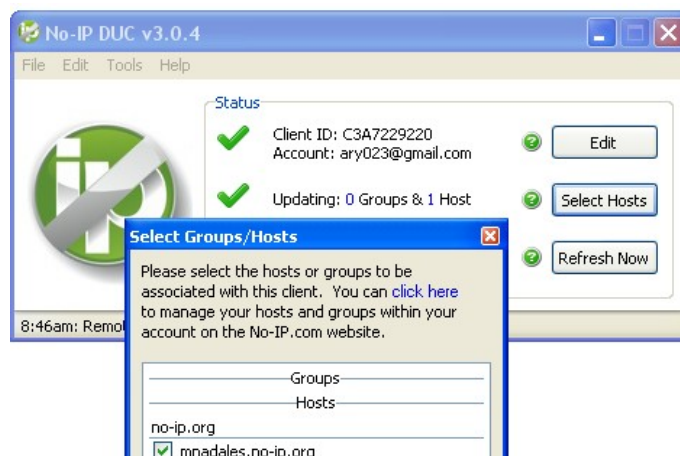 No-IP DUC v3.0.4
File Edit Tools Help
Status
Client ID: C3A7229220
Account: ary023@gmail.com
Edit
Updating: 0 Groups & 1 Host
Select Hosts
Refresh Now
8:46am: Remo
Select Groups/Hosts
Please select the hosts or groups to be
associated with this client. You can click here
to manage your hosts and groups within your
account on the No-IP.com website.
Groups
Hosts
no-ip.org
mnadales.no-ip.org
ip